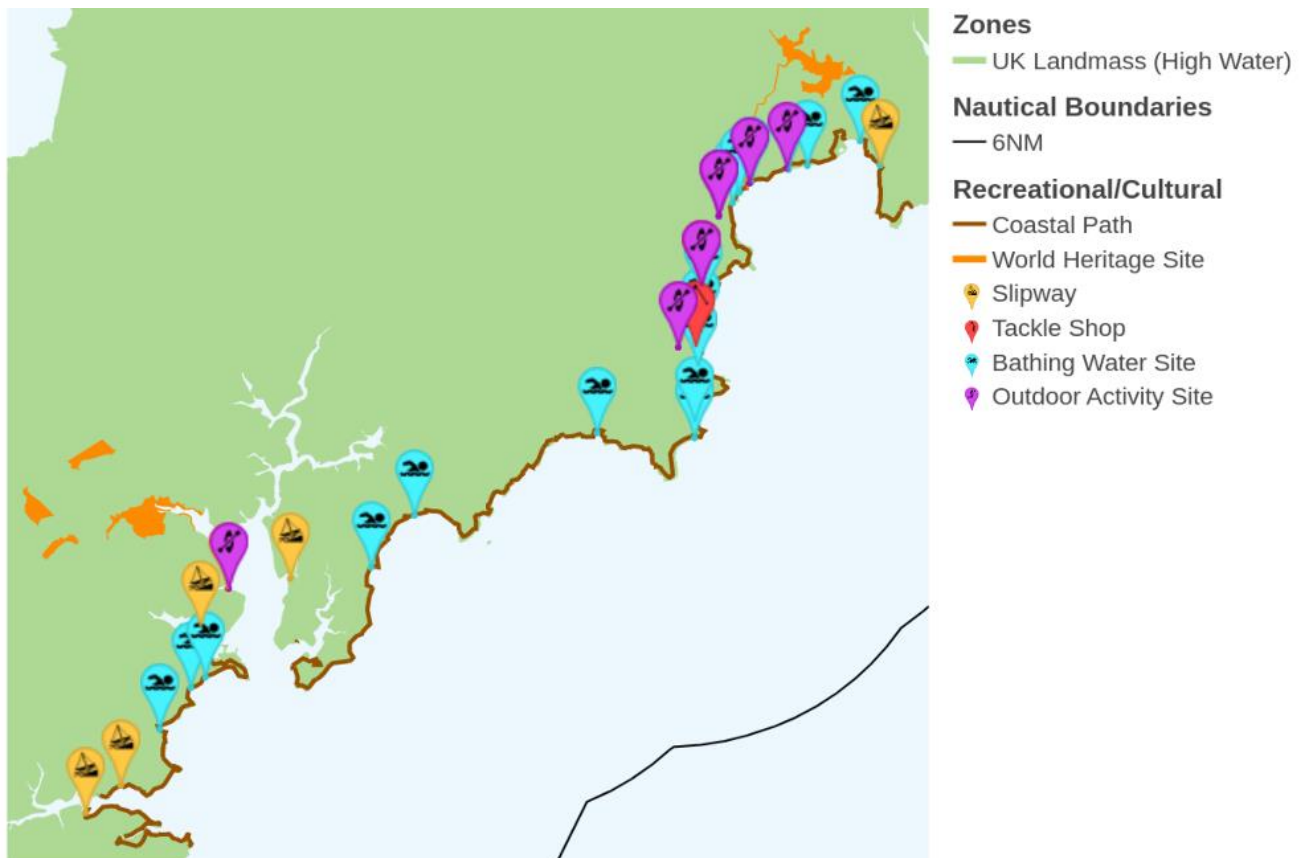 Zones
UK Landmass (High Water)
Nautical Boundaries
6NM
Recreational/Cultural
Coastal Path
World Heritage Site
Slipway
Tackle Shop
Bathing Water Site
Outdoor Activity Site